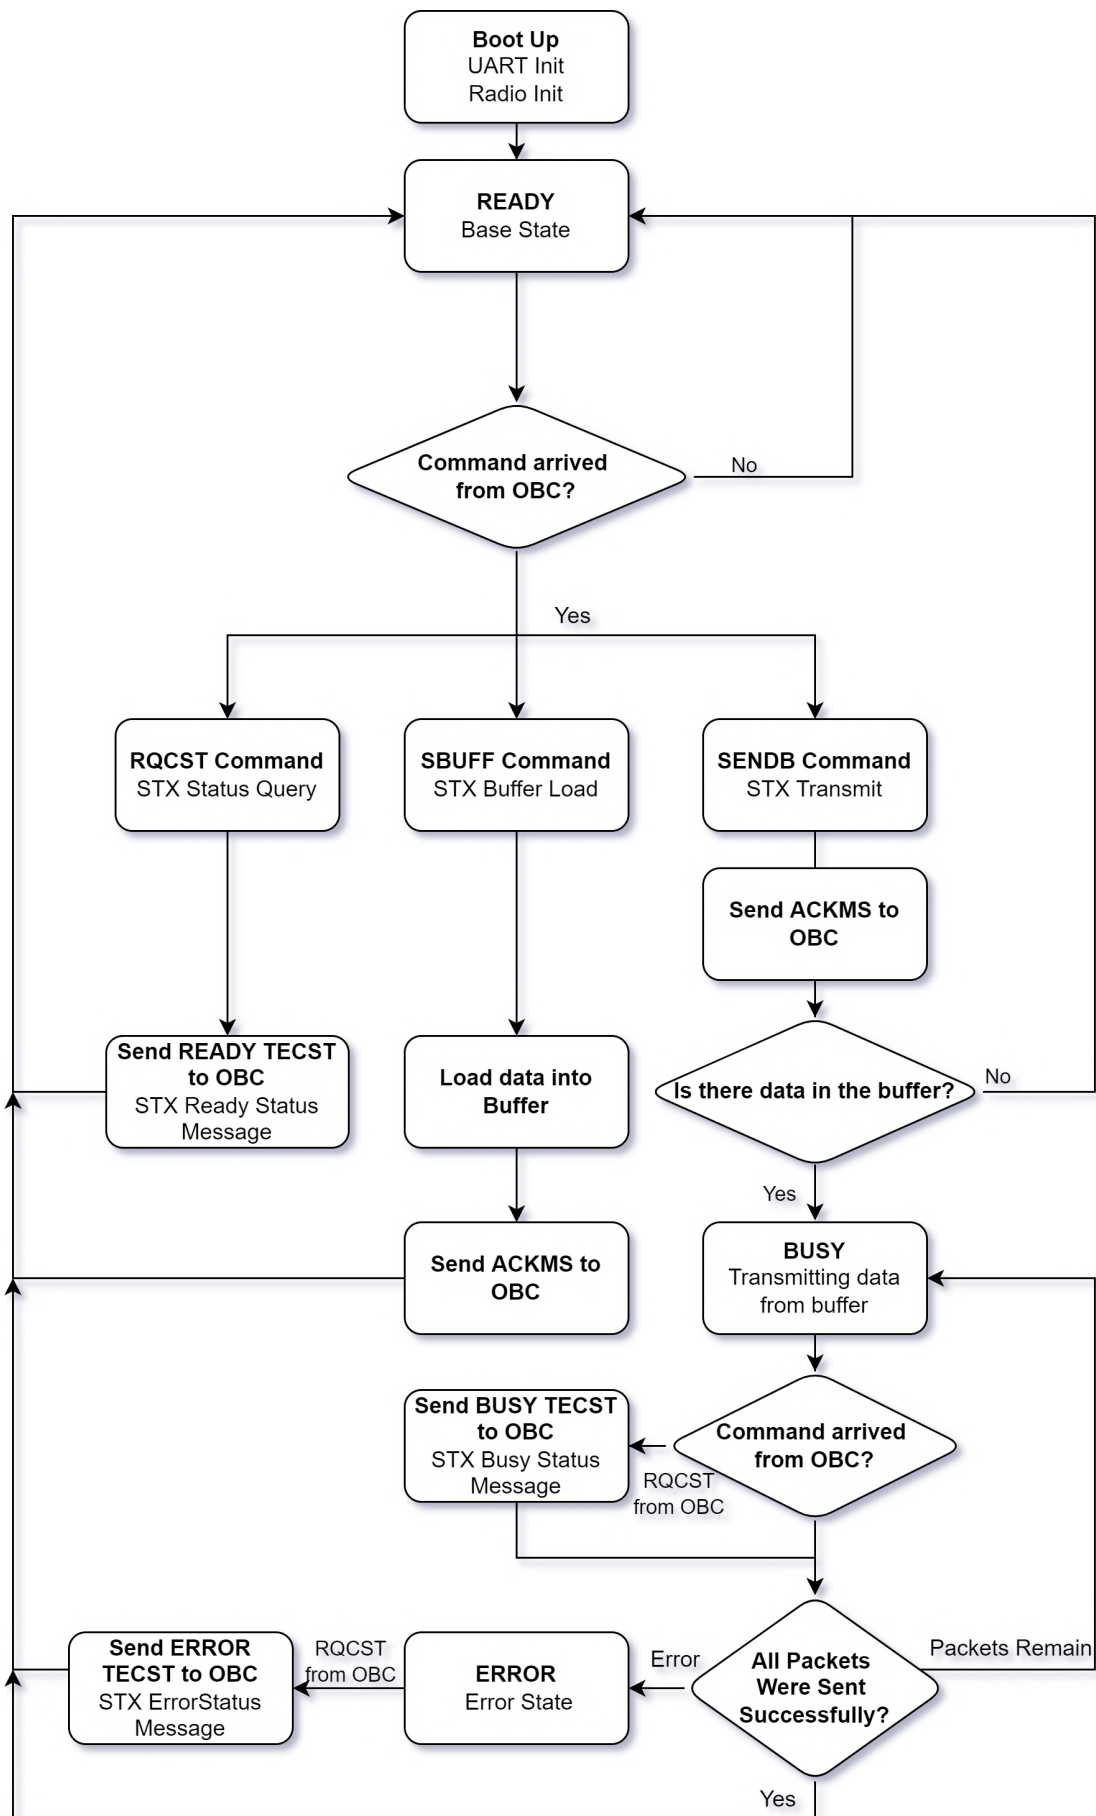 Boot Up
UART Init
Radio Init
READY
Base State
Command arrived
from OBC?
No
Yes
RQCST Command
STX Status Query
SBUFF Command
STX Buffer Load
SENDB Command
STX Transmit
Send ACKMS to
OBC
Send READY TECST
to OBC
STX Ready Status
Message
Load data into
Buffer
Is there data in the buffer?
No
Yes
Send ACKMS to
OBC
BUSY
Transmitting data
from buffer
Send BUSY TECST
to OBC
STX Busy Status
Message
RQCST
from OBC
Command arrived
from OBC?
Send ERROR
TECST to OBC
STX ErrorStatus
Message
RQCST
from OBC
ERROR
Error State
Error
All Packets
Were Sent
Successfully?
Packets Remain
Yes